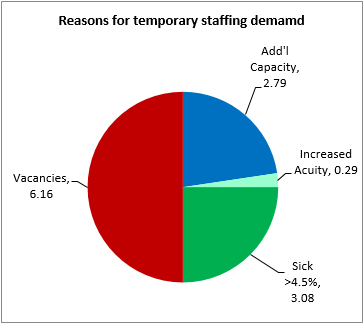 Reasons for temporary staffing demamd
Add'l
Capacity,
2.79
Increased
Acuity, 0.29
Vacancies,
6.16
Sick
>4.5%,
3.08